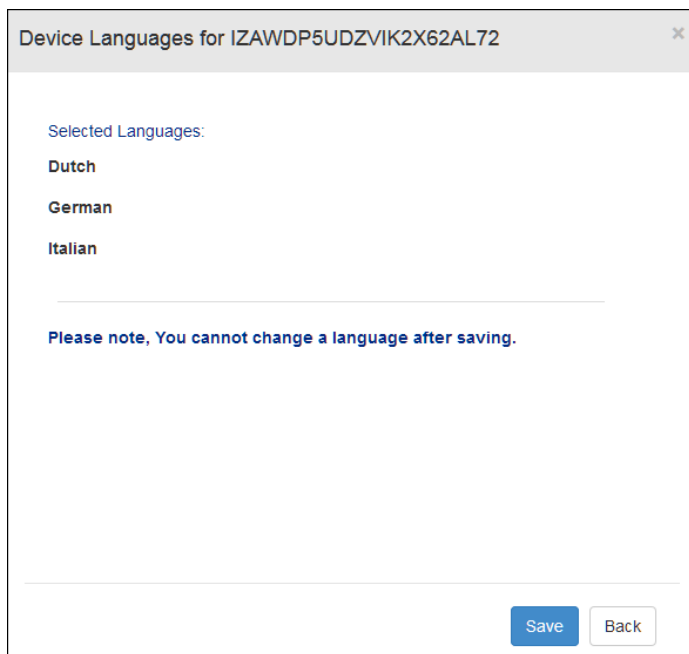 Device Languages for IZAWDP5UDZVIK2X62AL72
×
Selected Languages:
Dutch
German
Italian
Please note, You cannot change a language after saving.
Save
Back